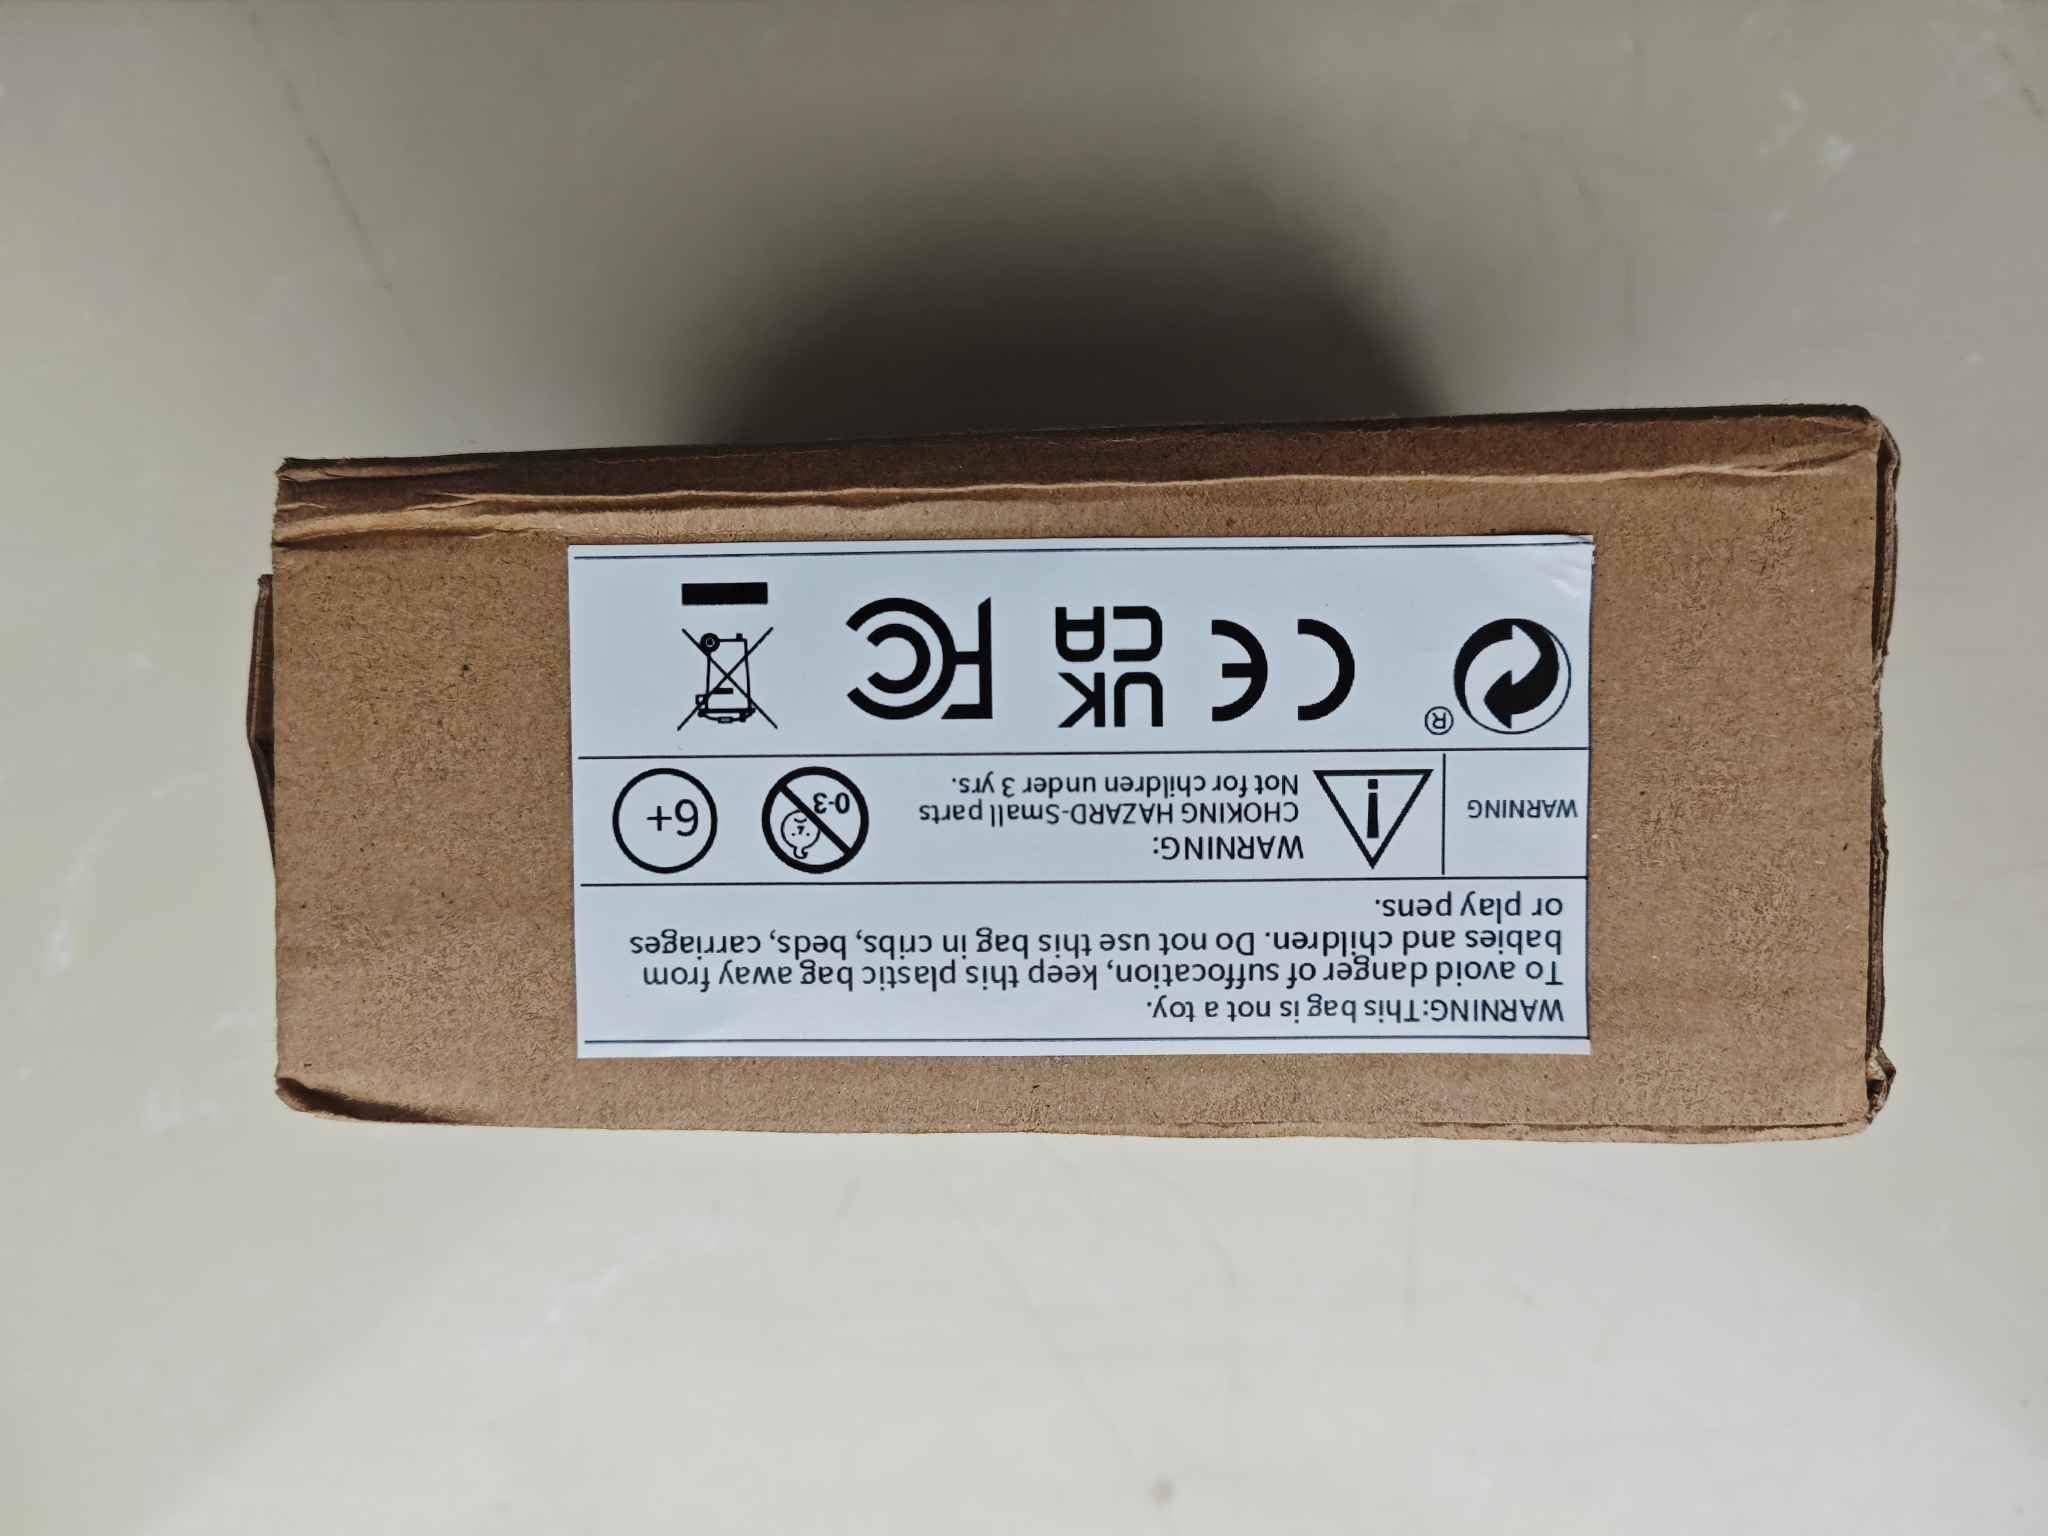 WARNING:This bag is not a toy.
To avoid danger of suffocation, keep this plastic bag away from
babies and children. Do not use this bag in cribs, beds, carriages
or play pens.
WARNING
WARNING:
CHOKING HAZARD-Small parts
Not for children under 3 yrs.
0-3
6+
®
CE
UK
CA
FC